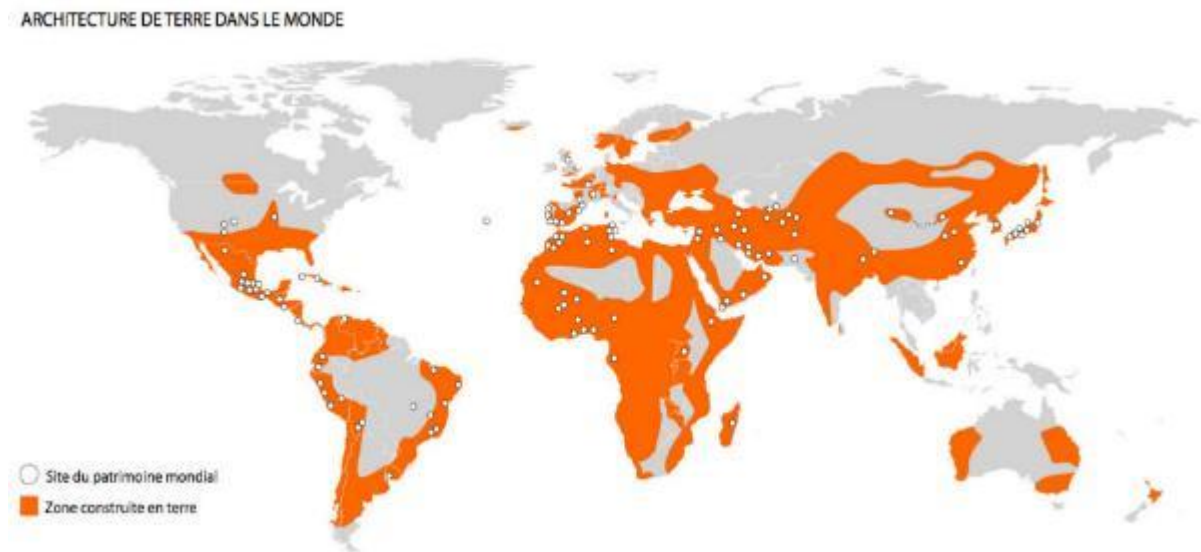 ARCHITECTURE DE TERRE DANS LE MONDE
Site du patrimoine mondial
Zone construite en terre